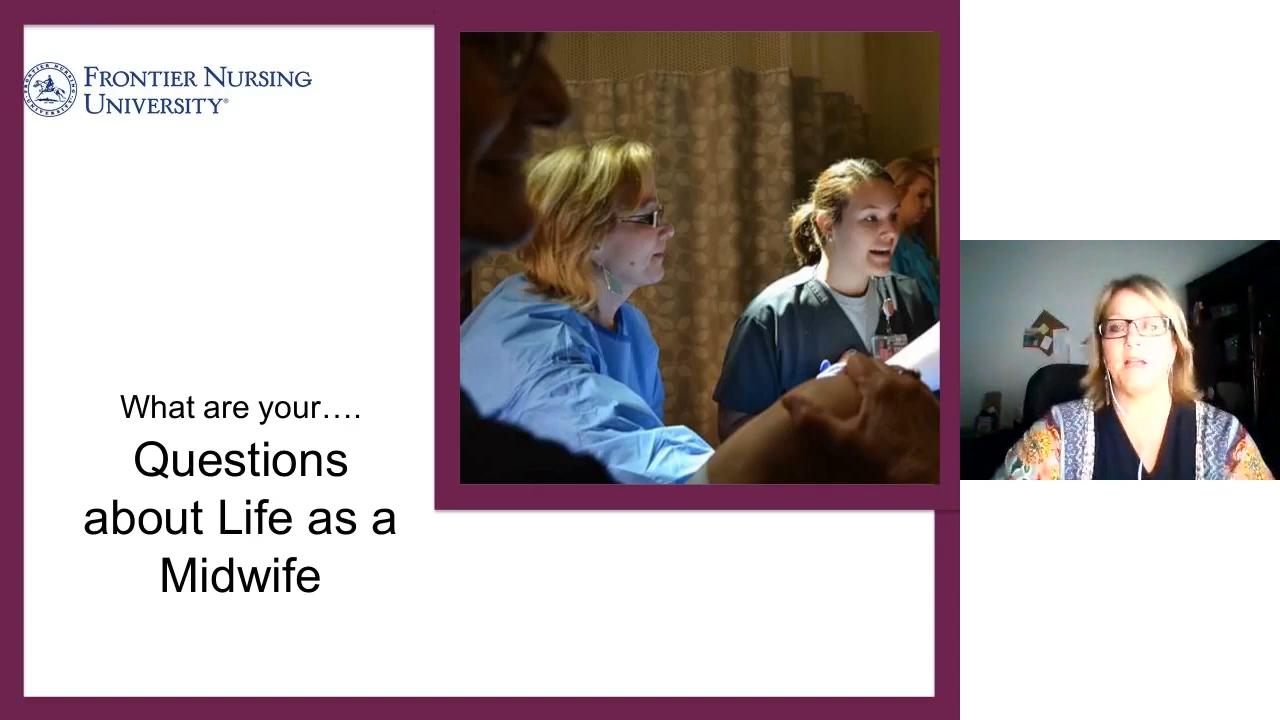 FRONTIER NURSING
UNIVERSITY®
What are your….
Questions
about Life as a
Midwife